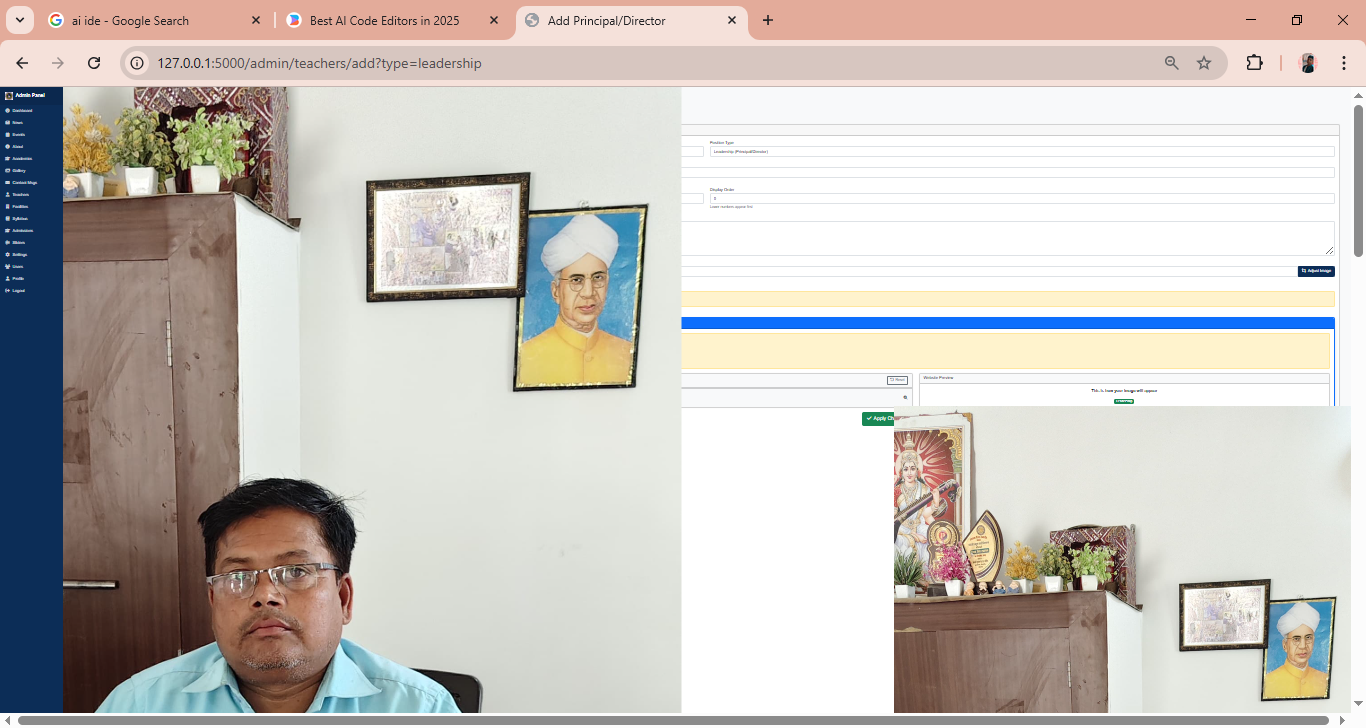 ai ide - Google Search
Best AI Code Editors in 2025
Add Principal/Director
127.0.0.1:5000/admin/teachers/add?type=leadership
Admin Panel
Dashboard
News
Events
About
Academics
Gallery
Contact Msgs
Teachers
Facilities
Syllabus
Admissions
Sliders
Settings
Users
Profile
Logout
Position Type
Leadership (Principal/Director)
Display Order
Lower numbers appear first
Adjust Image
Reset
Website Preview
This is how your image will appear
Apply Ch